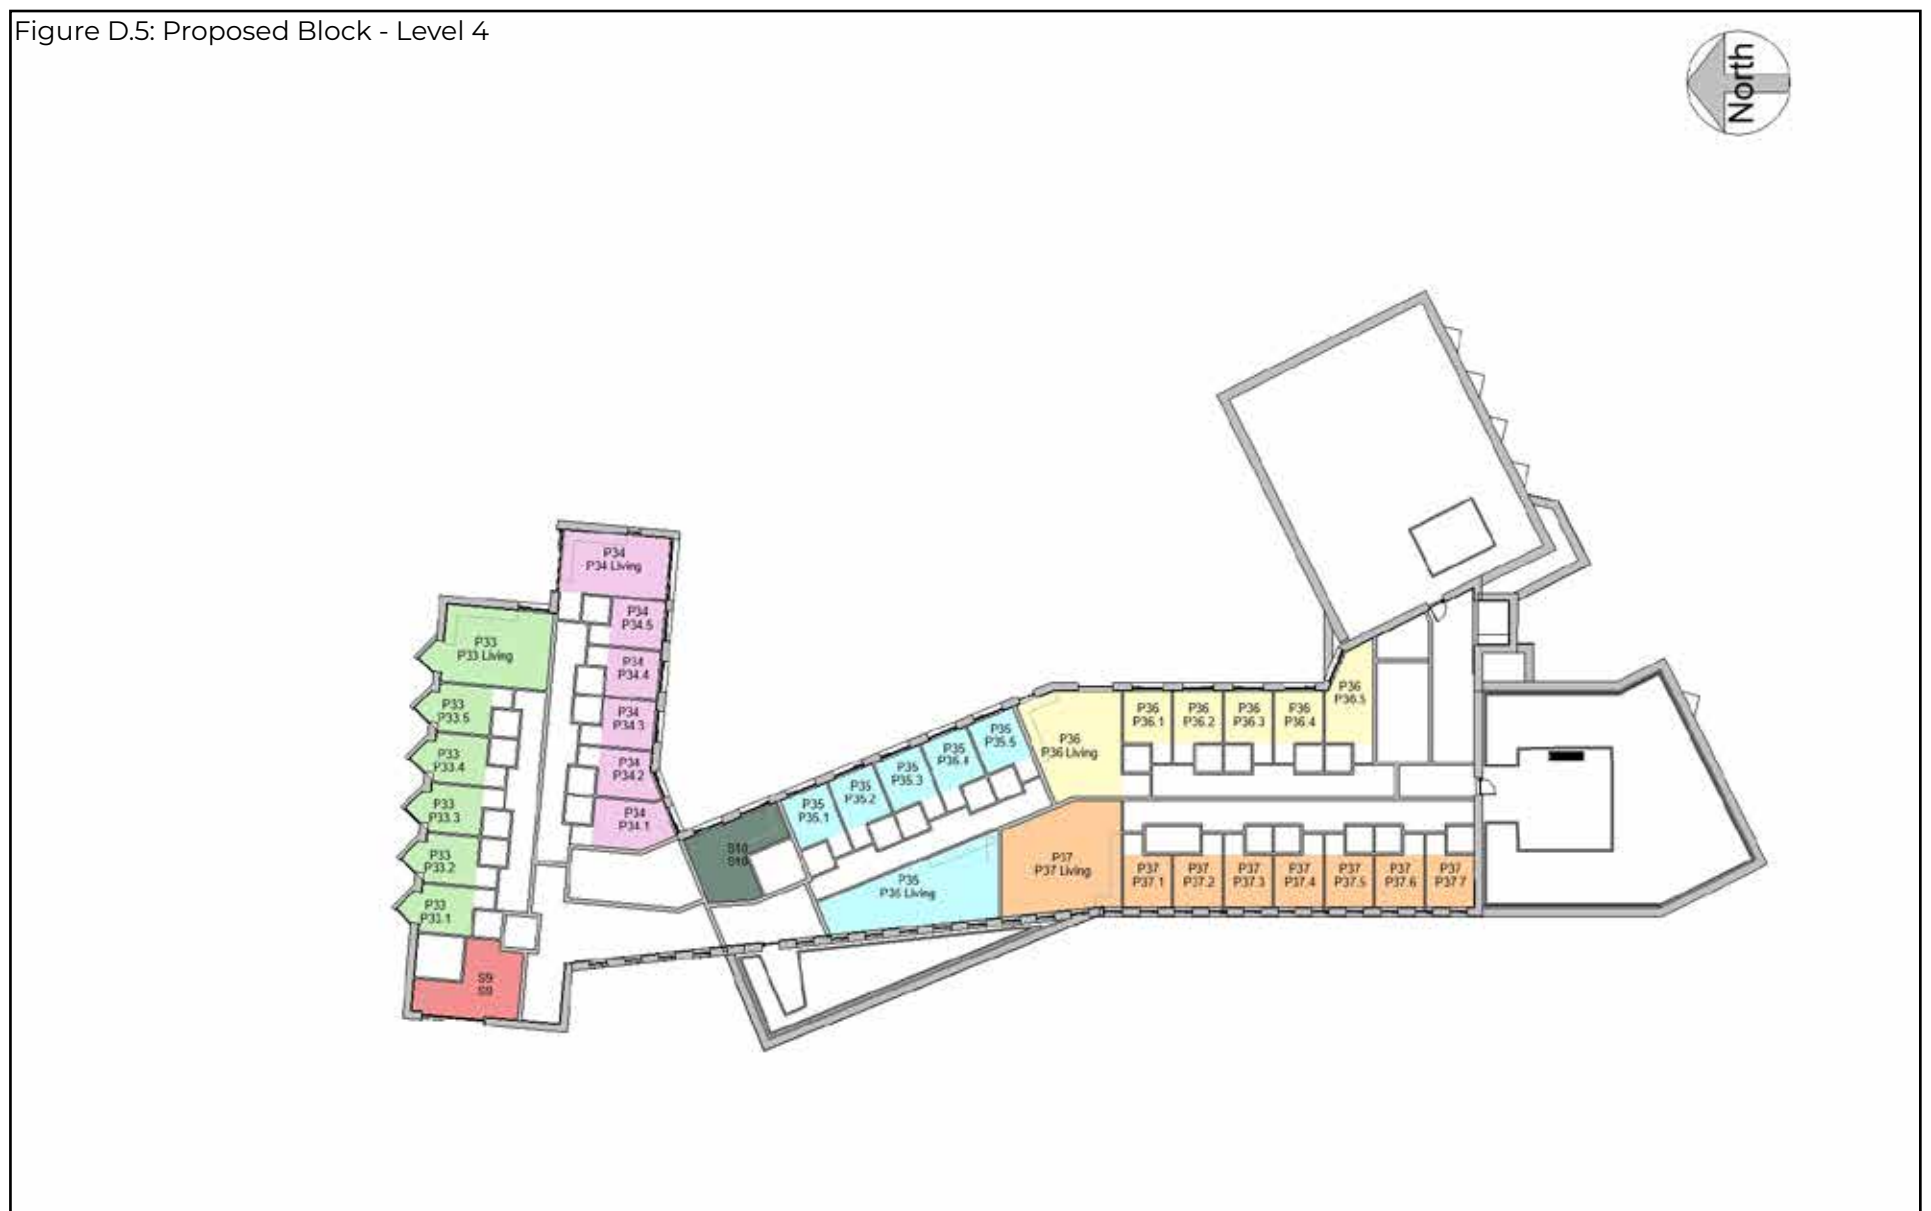 Figure D.5: Proposed Block - Level 4
North
P34
P34 Living
P34
P34.5
P34
P34.4
P34
P34.3
P34
P34.2
P34
P34.1
P33
P33 Living
P33
P33.5
P33
P33.4
P33
P33.3
P33
P33.2
P33
P33.1
S9
S9
S10
S10
P35
P35.1
P35
P35.2
P35
P35.3
P35
P35.4
P35
P35.5
P35
P35 Living
P36
P36 Living
P36
P36.1
P36
P36.2
P36
P36.3
P36
P36.4
P36
P36.5
P37
P37 Living
P37
P37.1
P37
P37.2
P37
P37.3
P37
P37.4
P37
P37.5
P37
P37.6
P37
P37.7